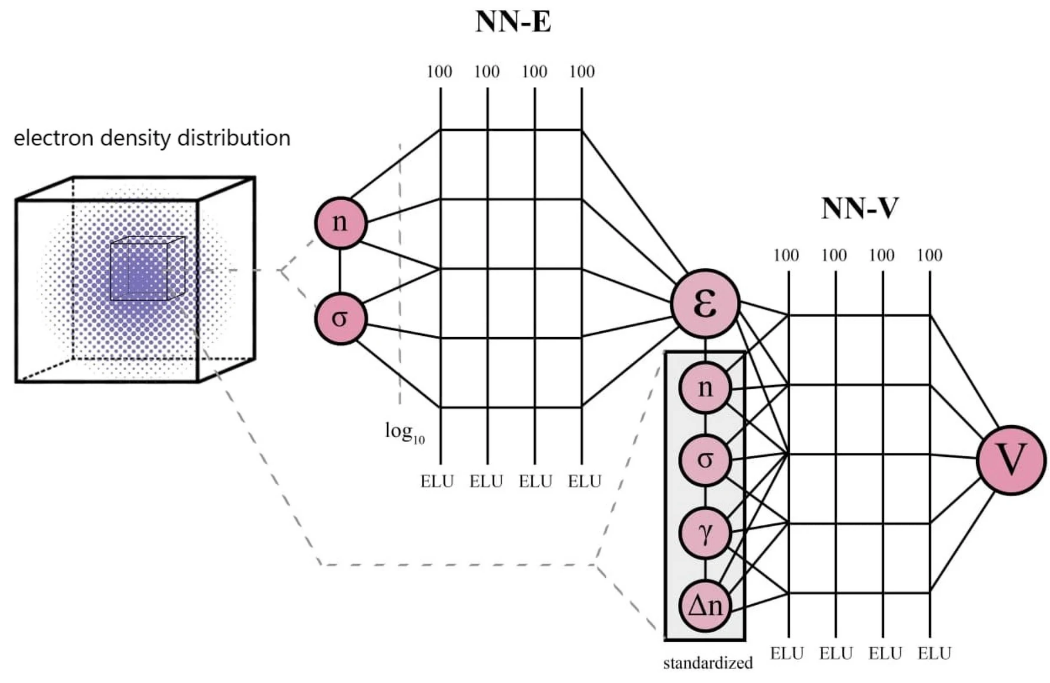 NN-E
100 100 100 100
electron density distribution
n
σ
log10
ELU ELU ELU ELU
NN-V
100 100 100 100
ε
n
σ
γ
Δn
standardized
ELU ELU ELU ELU
V